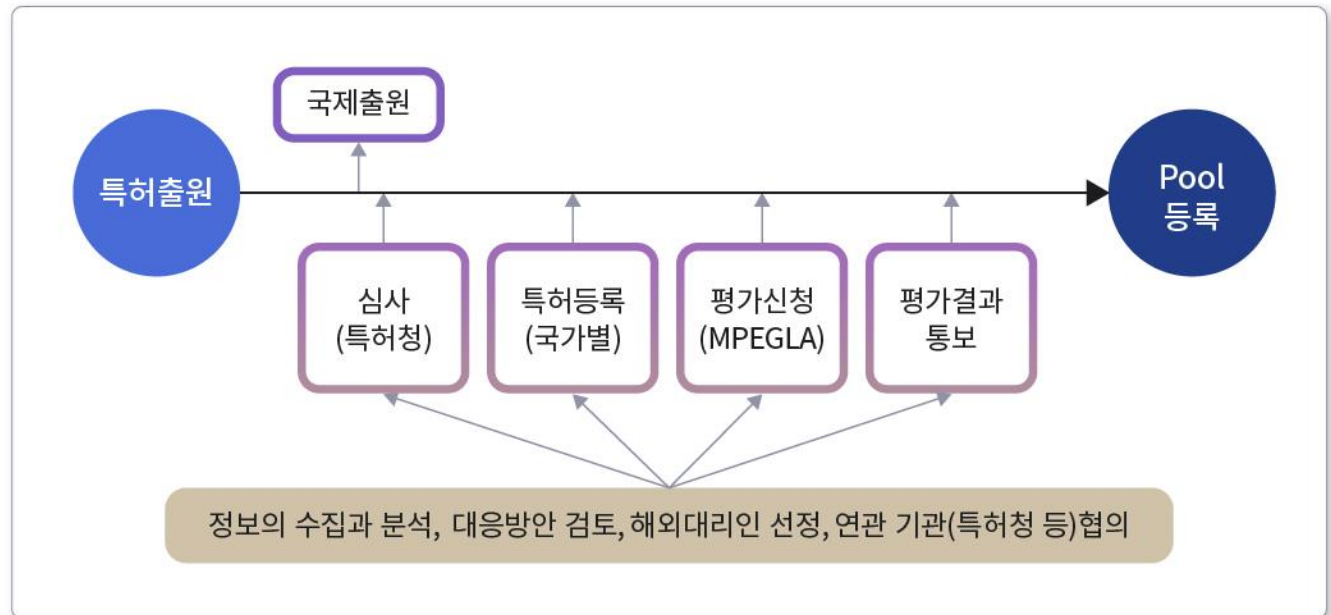 국제출원
특허출원
Pool
등록
심사
(특허청)
특허등록
(국가별)
평가신청
(MPEGLA)
평가결과
통보
정보의 수집과 분석, 대응방안 검토, 해외대리인 선정, 연관 기관(특허청 등)협의